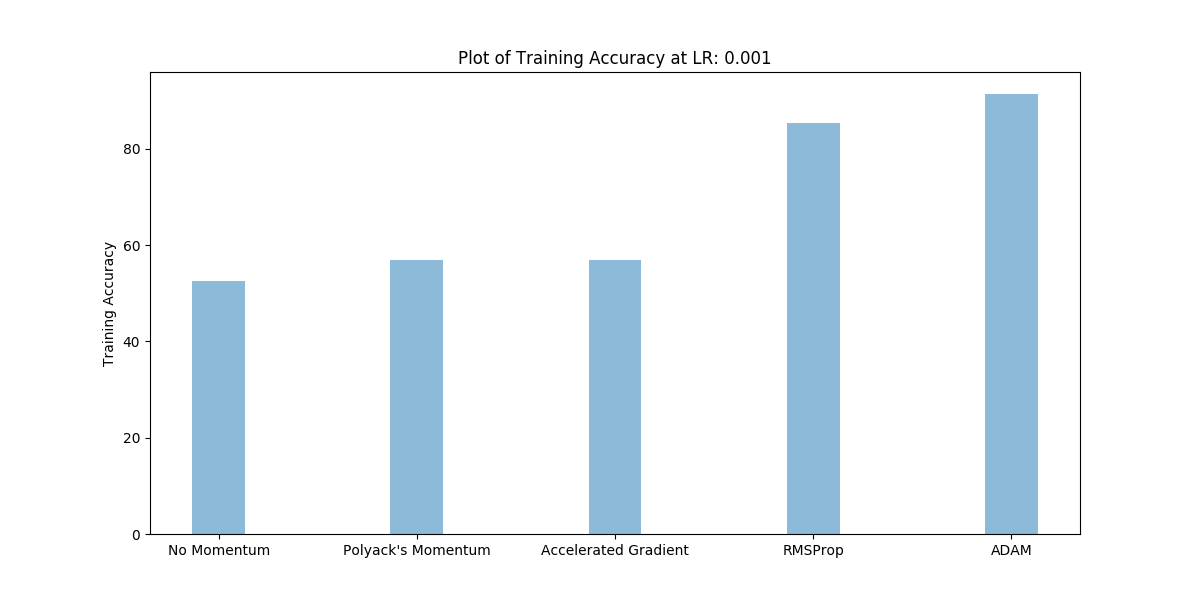 Plot of Training Accuracy at LR: 0.001
Training Accuracy
80
60
40
20
0
No Momentum
Polyack's Momentum
Accelerated Gradient
RMSProp
ADAM